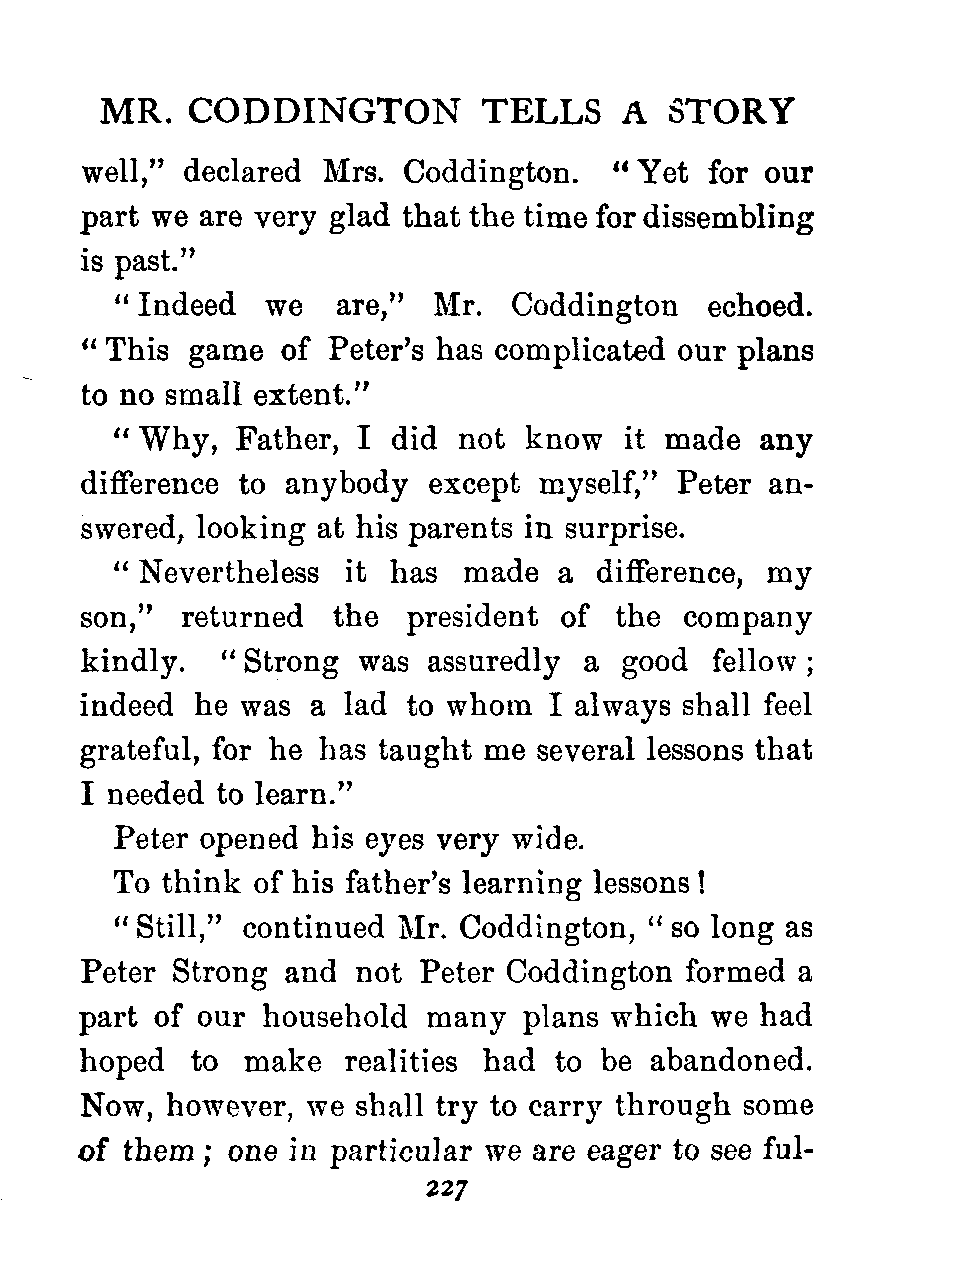 MR. CODDINGTON TELLS A STORY
well,” declared Mrs. Coddington. “Yet for our
part we are very glad that the time for dissembling
is past.”
“Indeed we are,” Mr. Coddington echoed.
“This game of Peter’s has complicated our plans
to no small extent.”
“Why, Father, I did not know it made any
difference to anybody except myself,” Peter an-
swered, looking at his parents in surprise.
“Nevertheless it has made a difference, my
son,” returned the president of the company
kindly. “Strong was assuredly a good fellow;
indeed he was a lad to whom I always shall feel
grateful, for he has taught me several lessons that
I needed to learn.”
Peter opened his eyes very wide.
To think of his father’s learning lessons!
“Still,” continued Mr. Coddington, “so long as
Peter Strong and not Peter Coddington formed a
part of our household many plans which we had
hoped to make realities had to be abandoned.
Now, however, we shall try to carry through some
of them; one in particular we are eager to see ful-
227